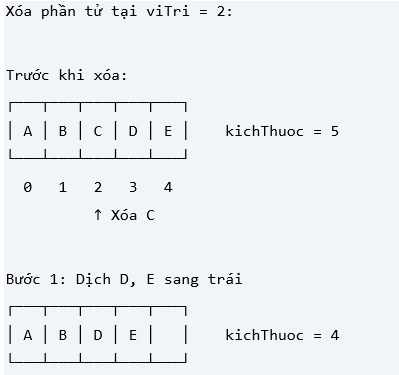 Xóa phần tử tại viTri = 2:
Trước khi xóa:
┌───┬───┬───┬───┬───┐
│ A │ B │ C │ D │ E │    kichThuoc = 5
└───┴───┴───┴───┴───┘
0   1   2   3   4
↑ Xóa C
Bước 1: Dịch D, E sang trái
┌───┬───┬───┬───┬───┐
│ A │ B │ D │ E │   │    kichThuoc = 4
└───┴───┴───┴───┴───┘